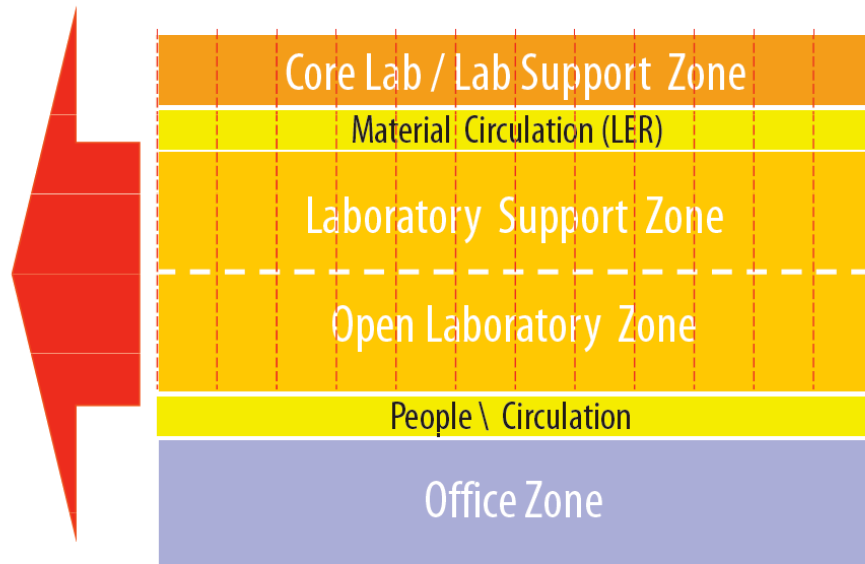 Core Lab / Lab Support Zone
Material Circulation (LER)
Laboratory Support Zone
Open Laboratory Zone
People \ Circulation
Office Zone